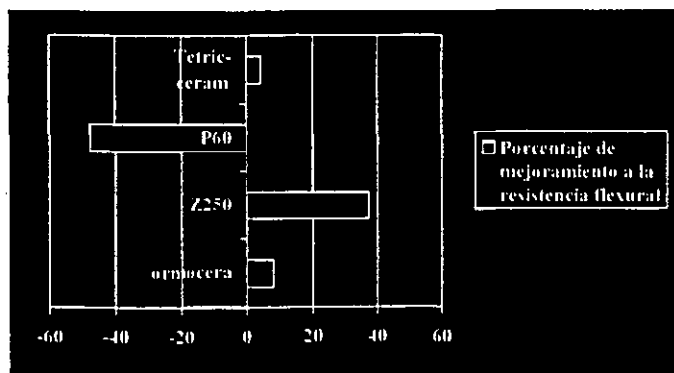 Tetric-
ceram
P60
Z250
ormocera
-60 -40 -20 0 20 40 60
Porcentaje de
mejoramiento a la
resistencia flexural